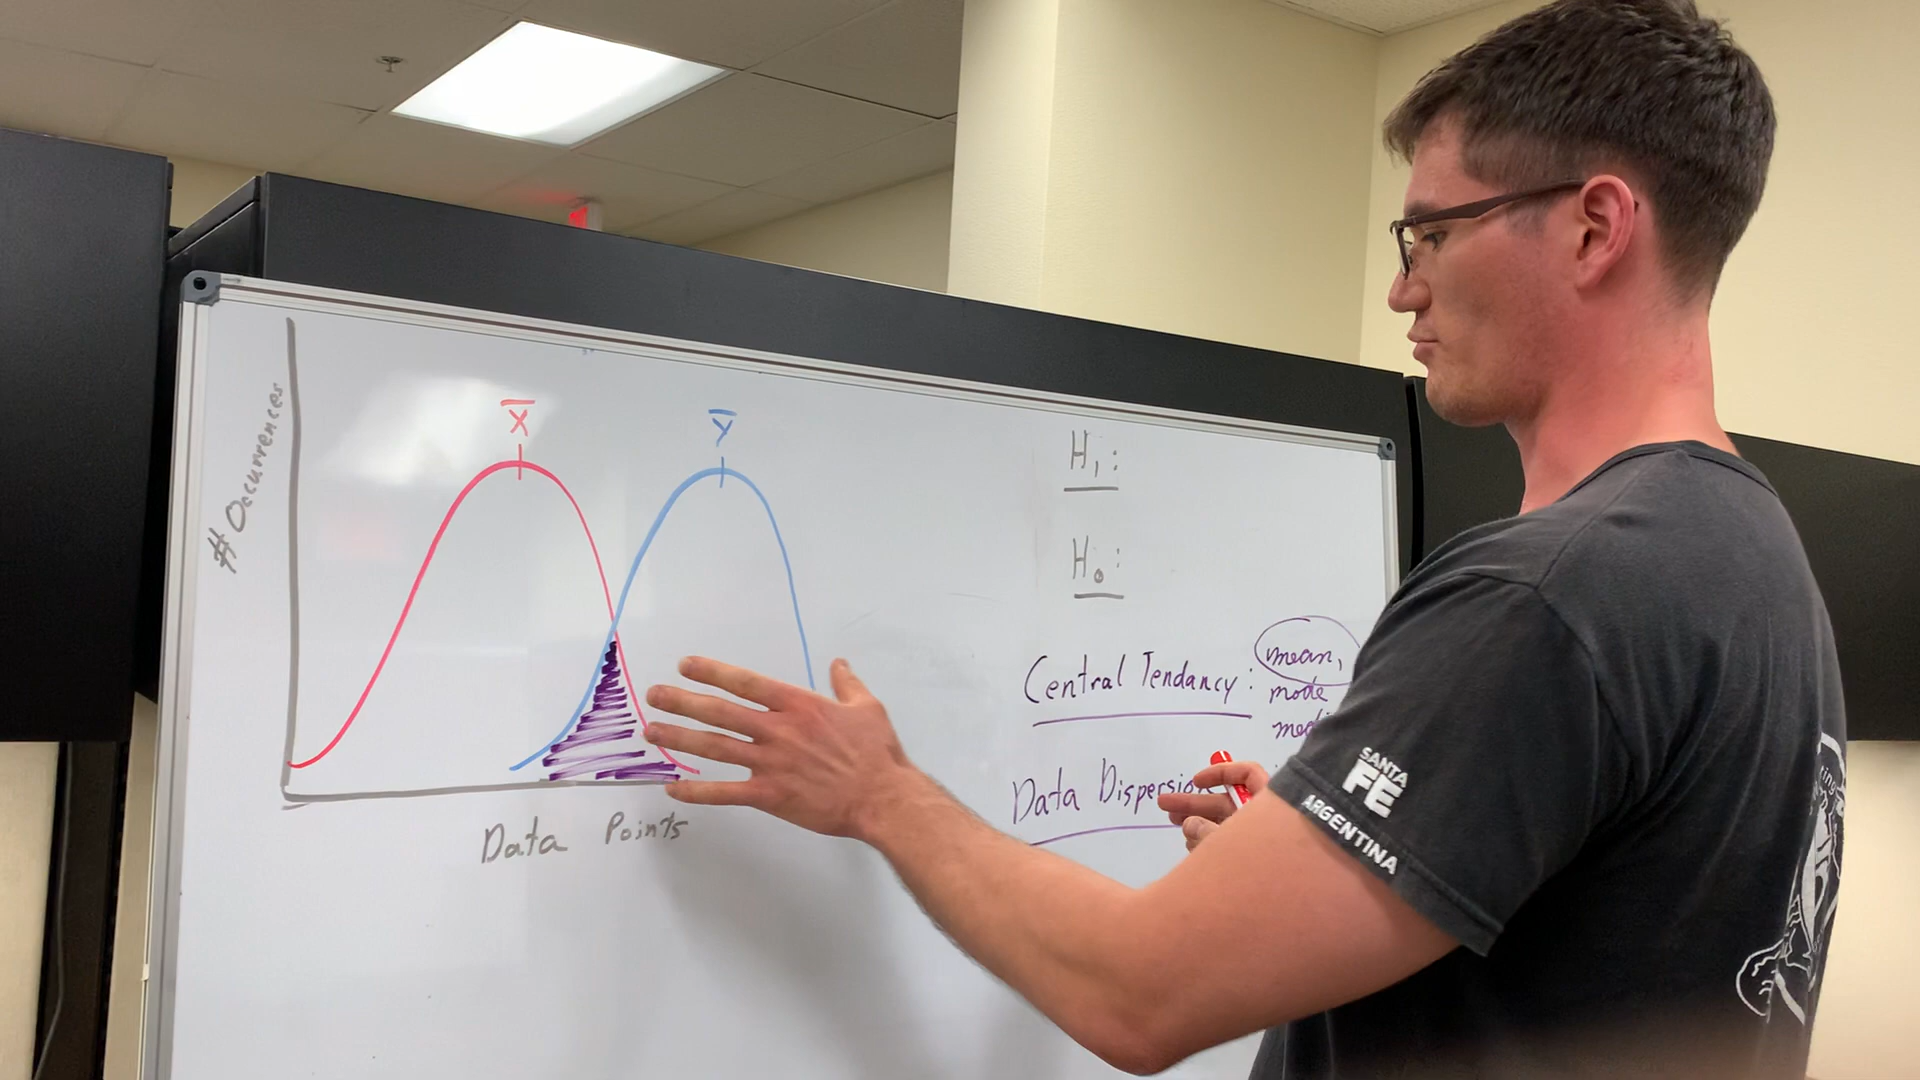 # Occurrences
X̅
Y̅
Data Points
H₁:
H₀:
Central Tendancy: mean,
mode
Data Dispersion
SANTA
FE
ARGENTINA